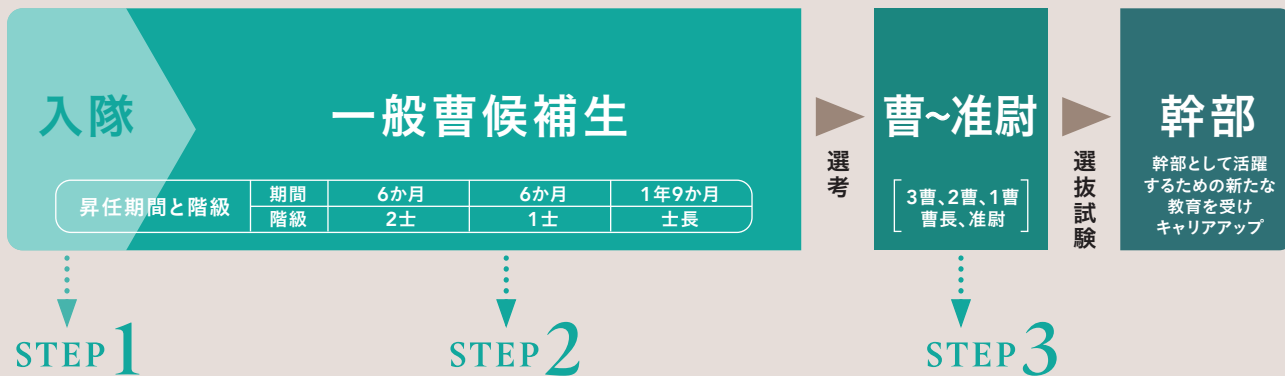 入隊
一般曹候補生
昇任期間と階級
期間 6か月 6か月 1年9か月
階級 2士 1士 士長
選考
曹~准尉
3曹、2曹、1曹
曹長、准尉
選抜試験
幹部
幹部として活躍
するための新たな
教育を受け
キャリアアップ
STEP1
STEP2
STEP3